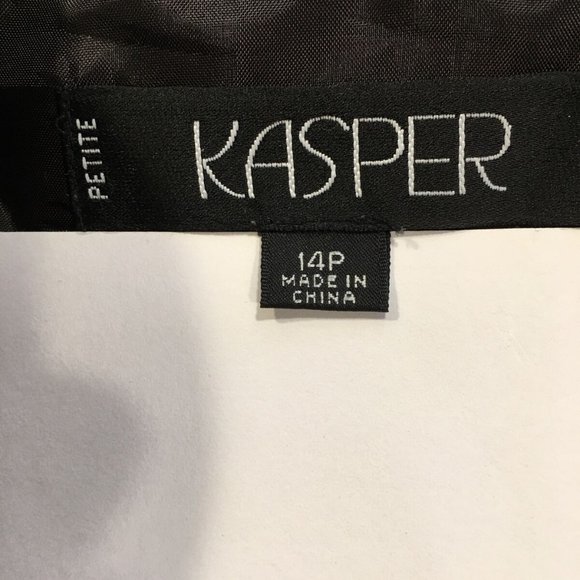 PETITE
KASPER
14P
MADE IN
CHINA